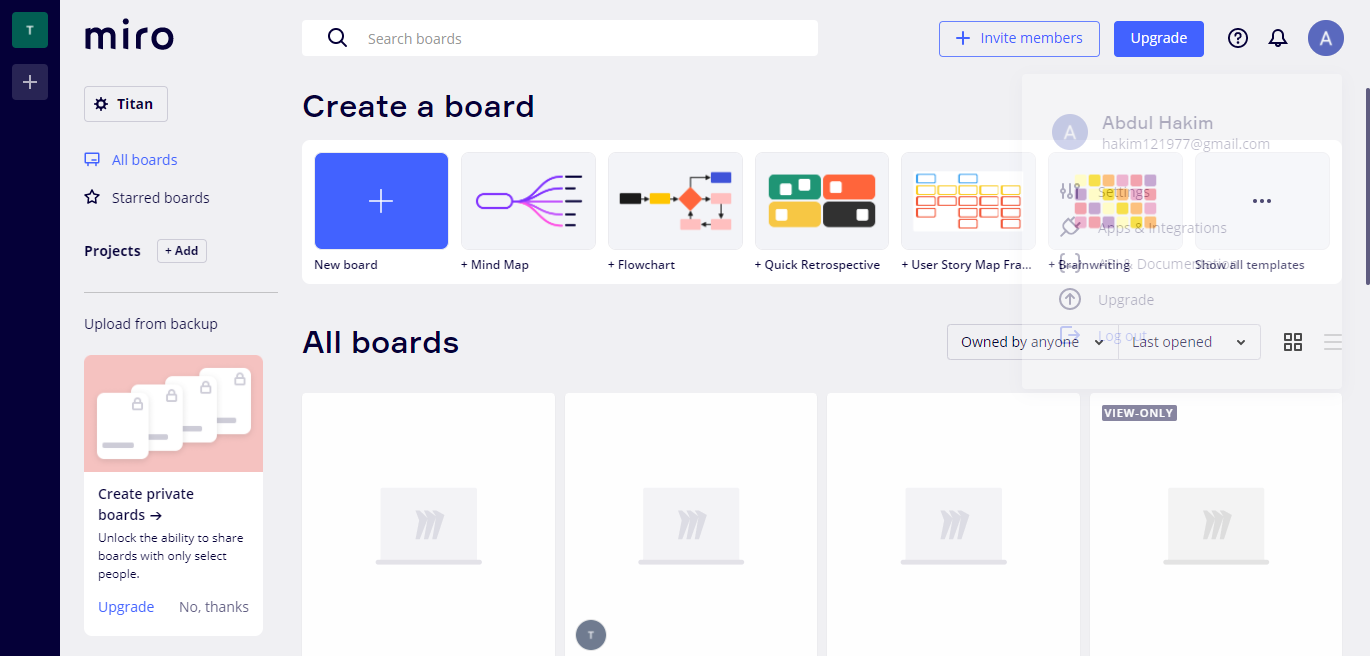 T
miro
Search boards
Invite members
Upgrade
A
Titan
All boards
Starred boards
Projects
+ Add
Upload from backup
Create private
boards →
Unlock the ability to share
boards with only select
people.
Upgrade
No, thanks
Create a board
New board
+ Mind Map
+ Flowchart
+ Quick Retrospective
+ User Story Map Fra...
+ Brainwriting
Show all templates
A
Abdul Hakim
hakim121977@gmail.com
Settings
Apps & Integrations
API & Documentation
Upgrade
Log out
All boards
Owned by anyone
Last opened
VIEW-ONLY
T